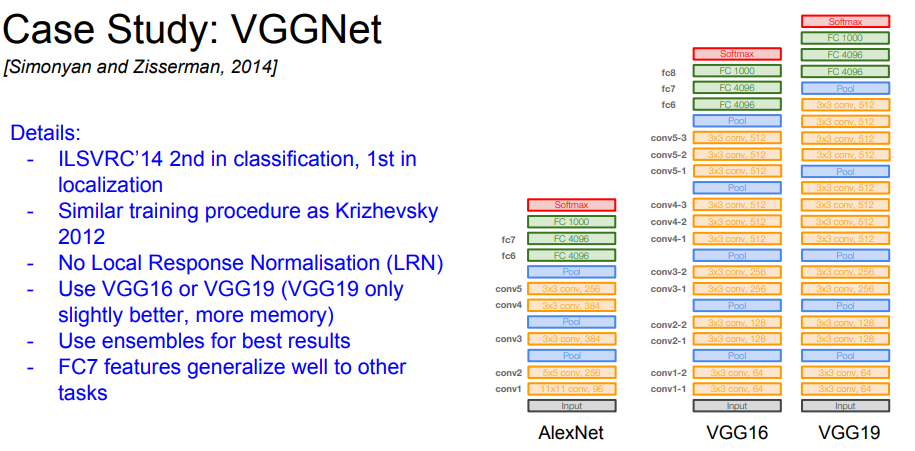 Case Study: VGGNet
[Simonyan and Zisserman, 2014]
Details:
- ILSVRC’14 2nd in classification, 1st in
localization
- Similar training procedure as Krizhevsky
2012
- No Local Response Normalisation (LRN)
- Use VGG16 or VGG19 (VGG19 only
slightly better, more memory)
- Use ensembles for best results
- FC7 features generalize well to other
tasks
Softmax
FC 1000
fc7 FC 4096
fc6 FC 4096
Pool
conv5 3x3 conv, 256
conv4 3x3 conv, 384
Pool
conv3 3x3 conv, 384
Pool
conv2 5x5 conv, 256
conv1 11x11 conv, 96
Input
AlexNet
Softmax
fc8 FC 1000
fc7 FC 4096
fc6 FC 4096
Pool
conv5-3 3x3 conv, 512
conv5-2 3x3 conv, 512
conv5-1 3x3 conv, 512
Pool
conv4-3 3x3 conv, 512
conv4-2 3x3 conv, 512
conv4-1 3x3 conv, 512
Pool
conv3-2 3x3 conv, 256
conv3-1 3x3 conv, 256
Pool
conv2-2 3x3 conv, 128
conv2-1 3x3 conv, 128
Pool
conv1-2 3x3 conv, 64
conv1-1 3x3 conv, 64
Input
VGG16
Softmax
FC 1000
FC 4096
FC 4096
Pool
3x3 conv, 512
3x3 conv, 512
3x3 conv, 512
3x3 conv, 512
Pool
3x3 conv, 512
3x3 conv, 512
3x3 conv, 512
3x3 conv, 512
Pool
3x3 conv, 256
3x3 conv, 256
Pool
3x3 conv, 128
3x3 conv, 128
Pool
3x3 conv, 64
3x3 conv, 64
Input
VGG19